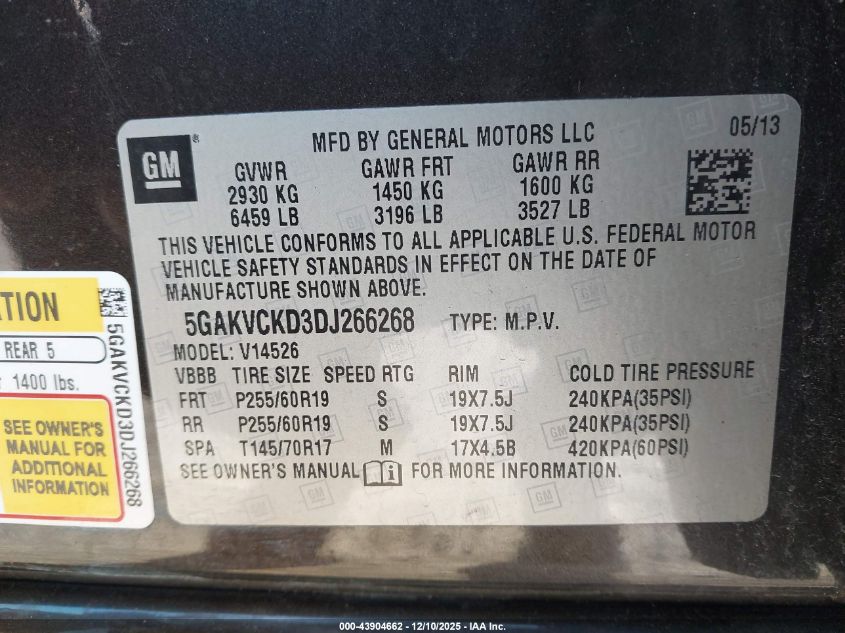 GM
MFD BY GENERAL MOTORS LLC
05/13
GVWR GAWR FRT GAWR RR
2930 KG 1450 KG 1600 KG
6459 LB 3196 LB 3527 LB
THIS VEHICLE CONFORMS TO ALL APPLICABLE U.S. FEDERAL MOTOR
VEHICLE SAFETY STANDARDS IN EFFECT ON THE DATE OF
MANUFACTURE SHOWN ABOVE.
5GAKVCKD3DJ266268 TYPE: M.P.V.
MODEL: V14526
VBBB TIRE SIZE SPEED RTG RIM COLD TIRE PRESSURE
FRT P255/60R19 S 19X7.5J 240KPA(35PSI)
RR P255/60R19 S 19X7.5J 240KPA(35PSI)
SPA T145/70R17 M 17X4.5B 420KPA(60PSI)
SEE OWNER'S MANUAL i FOR MORE INFORMATION.
REAR 5
1400 lbs.
SEE OWNER'S
MANUAL FOR
ADDITIONAL
INFORMATION
5GAKVCKD3DJ266268
000-43904662 - 12/10/2025 - IAA Inc.